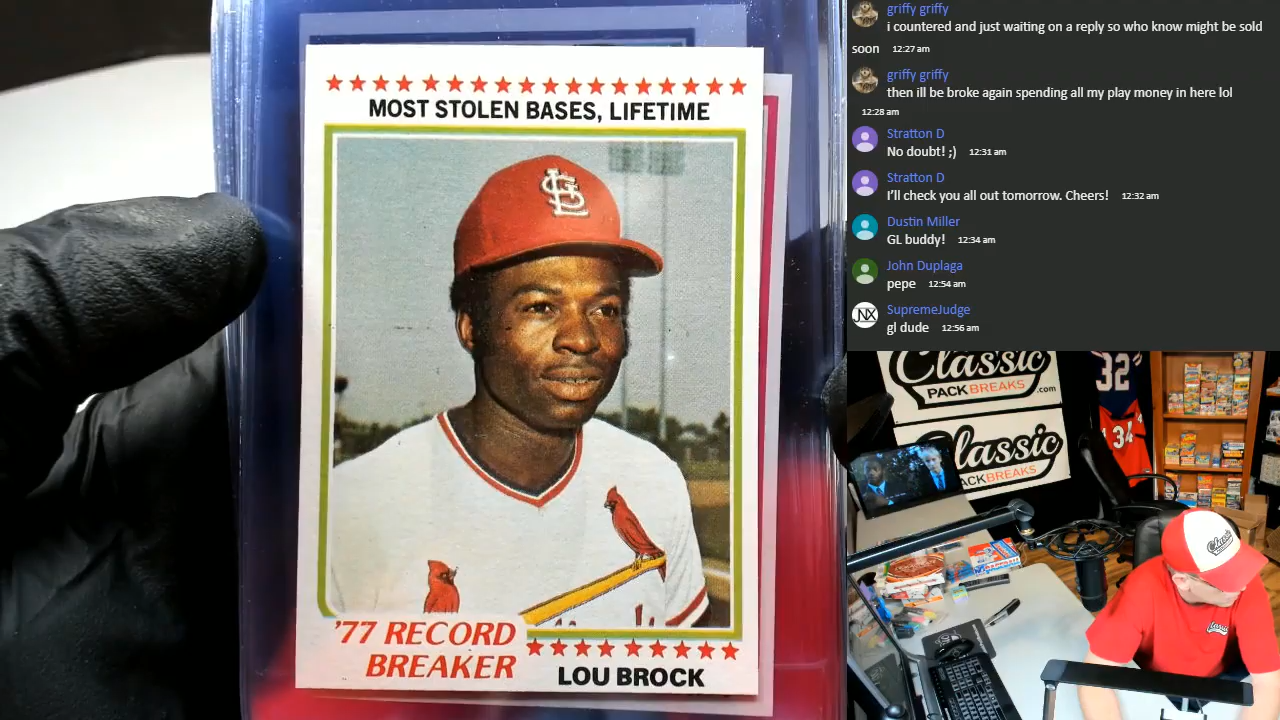 MOST STOLEN BASES, LIFETIME
STL
'77 RECORD
BREAKER
LOU BROCK
griffy griffy
i countered and just waiting on a reply so who know might be sold
soon 12:27 am
griffy griffy
then ill be broke again spending all my play money in here lol
12:28 am
Stratton D
No doubt! ;) 12:31 am
Stratton D
I'll check you all out tomorrow. Cheers! 12:32 am
Dustin Miller
GL buddy! 12:34 am
John Duplaga
pepe 12:54 am
JNX
SupremeJudge
gl dude 12:56 am
Classic
PACKBREAKS.com
Classic
ACKBREAKS
32
34
Classic